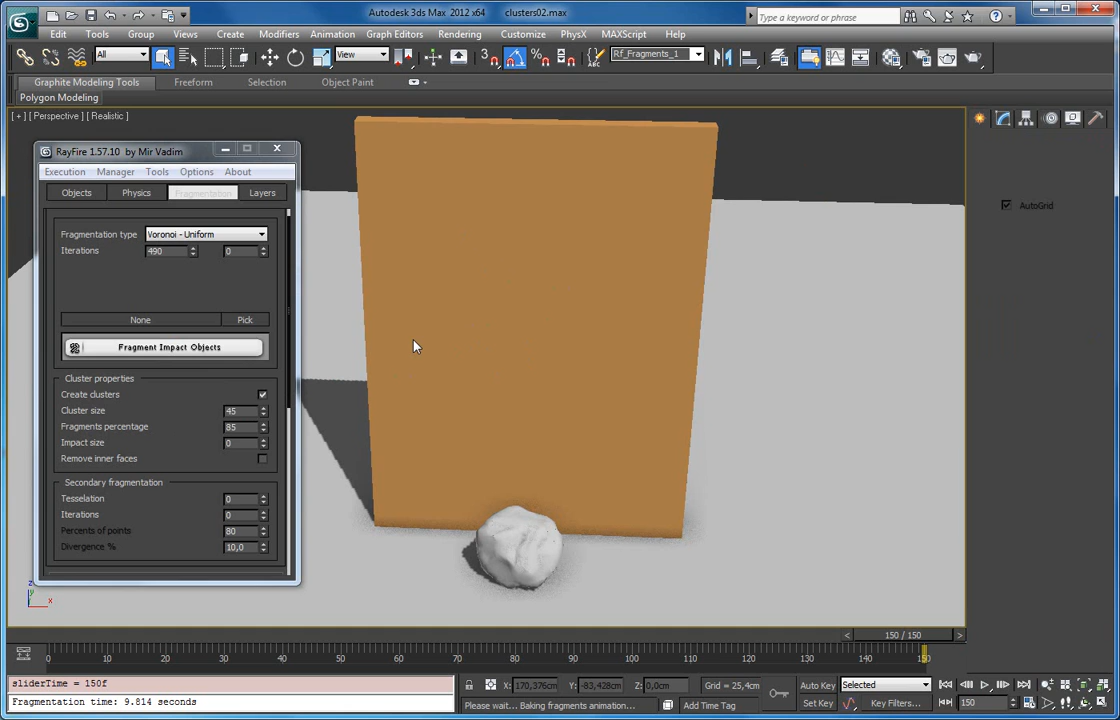 Autodesk 3ds Max 2012 x64 clusters02.max
Type a keyword or phrase
Edit Tools Group Views Create Modifiers Animation Graph Editors Rendering Customize PhysX MAXScript Help
All View Rf_Fragments_1
Graphite Modeling Tools Freeform Selection Object Paint
Polygon Modeling
[ + ] [ Perspective ] [ Realistic ]
RayFire 1.57.10 by Mir Vadim
Execution Manager Tools Options About
Objects Physics Fragmentation Layers
Fragmentation type Voronoi - Uniform
Iterations 490 0
None Pick
Fragment Impact Objects
Cluster properties
Create clusters
Cluster size 45
Fragments percentage 85
Impact size 0
Remove inner faces
Secondary fragmentation
Tesselation 0
Iterations 0
Percents of points 80
Divergence % 10,0
AutoGrid
z
y
x
< 150 / 150 >
0 10 20 30 40 50 60 70 80 90 100 110 120 130 140 150
sliderTime = 150f
Fragmentation time: 9.814 seconds
X: 170,376cm Y: -83,428cm Z: 0,0cm Grid = 25,4cm
Please wait... Baking fragments animation... Add Time Tag
Auto Key Selected
Set Key Key Filters... 150